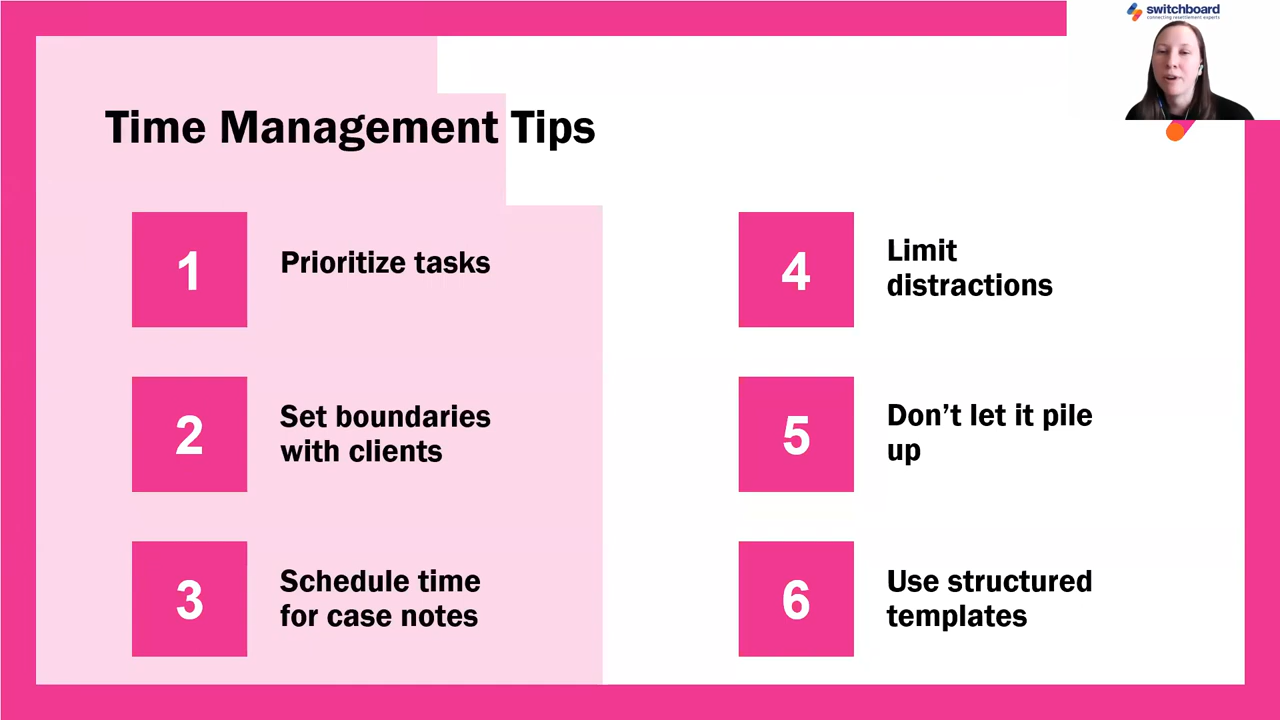 switchboard
connecting resettlement experts
Time Management Tips
1
Prioritize tasks
2
Set boundaries
with clients
3
Schedule time
for case notes
4
Limit
distractions
5
Don’t let it pile
up
6
Use structured
templates